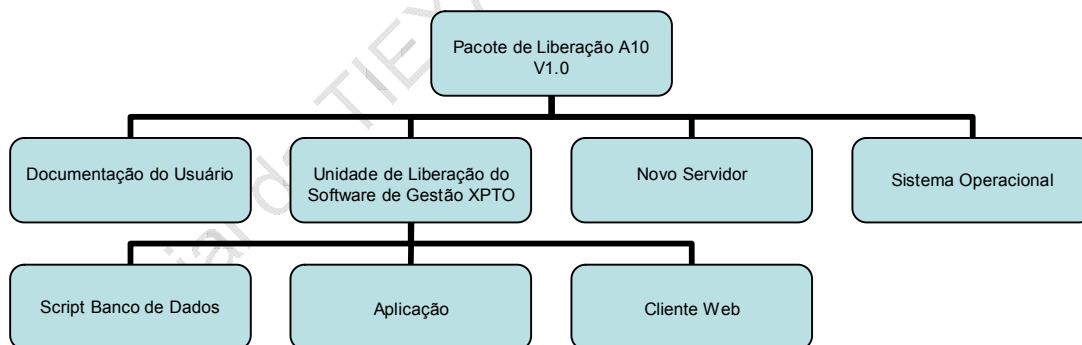 Pacote de Liberação A10
V1.0
Documentação do Usuário
Unidade de Liberação do
Software de Gestão XPTO
Novo Servidor
Sistema Operacional
Script Banco de Dados
Aplicação
Cliente Web